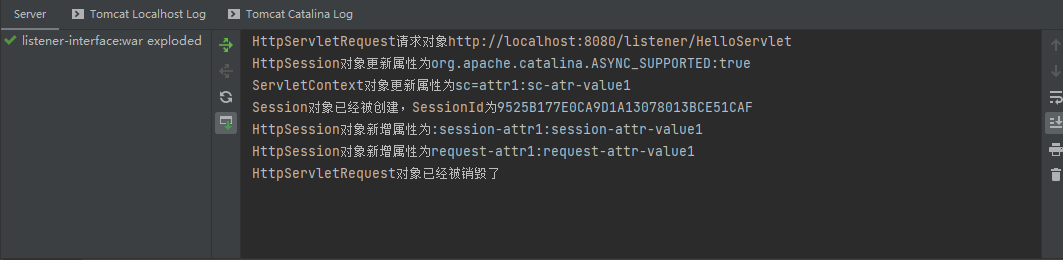 Server
Tomcat Localhost Log
Tomcat Catalina Log
listener-interface:war exploded
HttpServletRequest请求对象http://localhost:8080/listener/HelloServlet
HttpSession对象更新属性为org.apache.catalina.ASYNC_SUPPORTED:true
ServletContext对象更新属性为sc=attr1:sc-atr-value1
Session对象已经被创建，SessionId为9525B177E0CA9D1A13078013BCE51CAF
HttpSession对象新增属性为:session-attr1:session-attr-value1
HttpSession对象新增属性为request-attr1:request-attr-value1
HttpServletRequest对象已经被销毁了